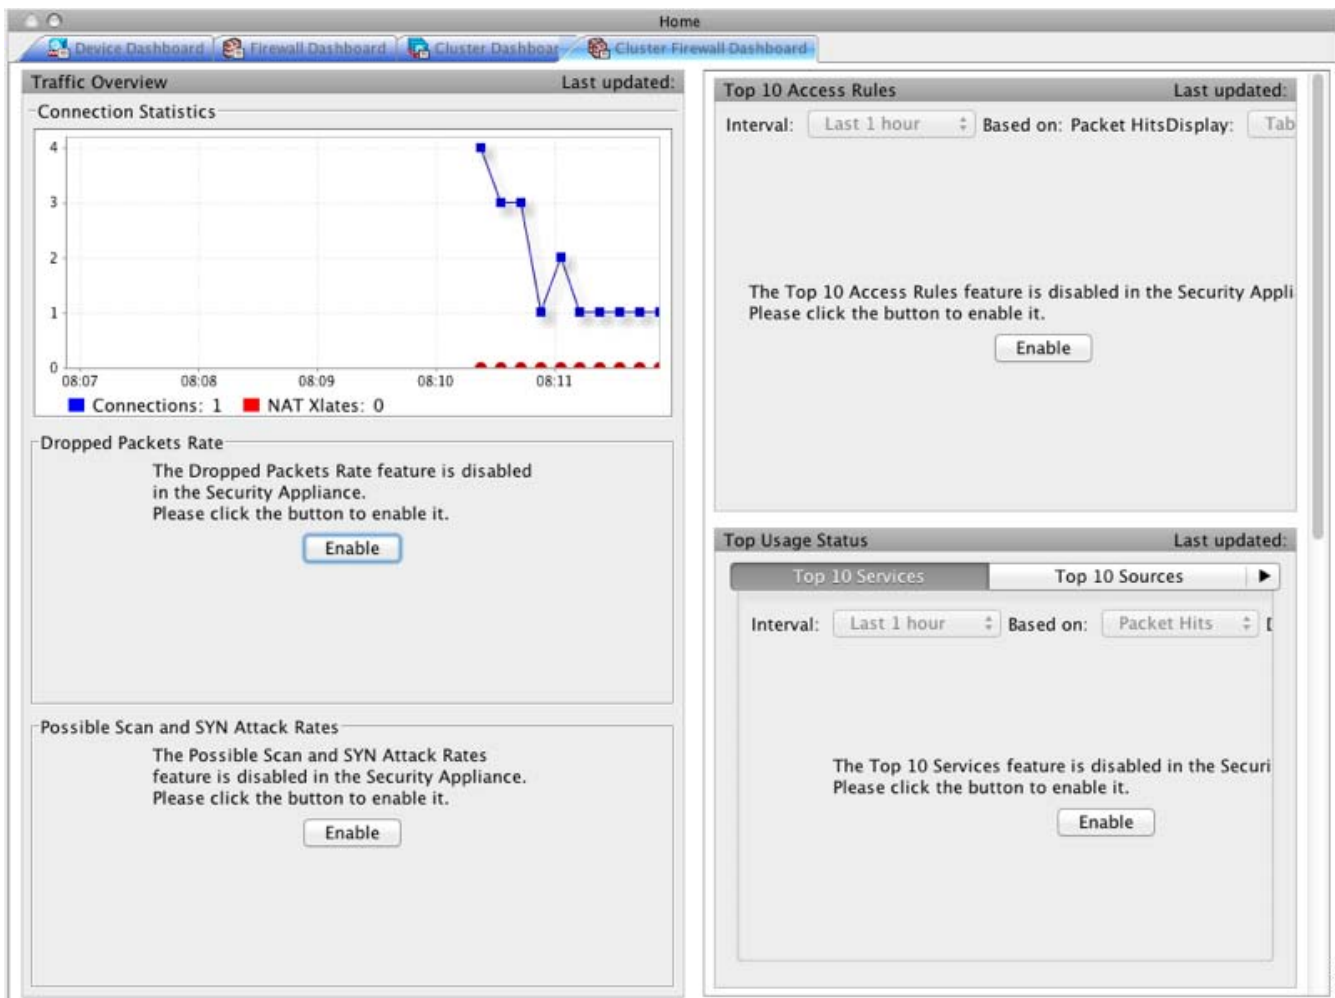 Home
Device Dashboard
Firewall Dashboard
Cluster Dashboar
Cluster Firewall Dashboard
Traffic Overview
Last updated:
Connection Statistics
4
3
2
1
0
08:07
08:08
08:09
08:10
08:11
Connections: 1
NAT Xlates: 0
Dropped Packets Rate
The Dropped Packets Rate feature is disabled
in the Security Appliance.
Please click the button to enable it.
Enable
Possible Scan and SYN Attack Rates
The Possible Scan and SYN Attack Rates
feature is disabled in the Security Appliance.
Please click the button to enable it.
Enable
Top 10 Access Rules
Last updated:
Interval: Last 1 hour Based on: Packet HitsDisplay: Tab
The Top 10 Access Rules feature is disabled in the Security Appli
Please click the button to enable it.
Enable
Top Usage Status
Last updated:
Top 10 Services
Top 10 Sources
Interval: Last 1 hour Based on: Packet Hits
The Top 10 Services feature is disabled in the Securi
Please click the button to enable it.
Enable